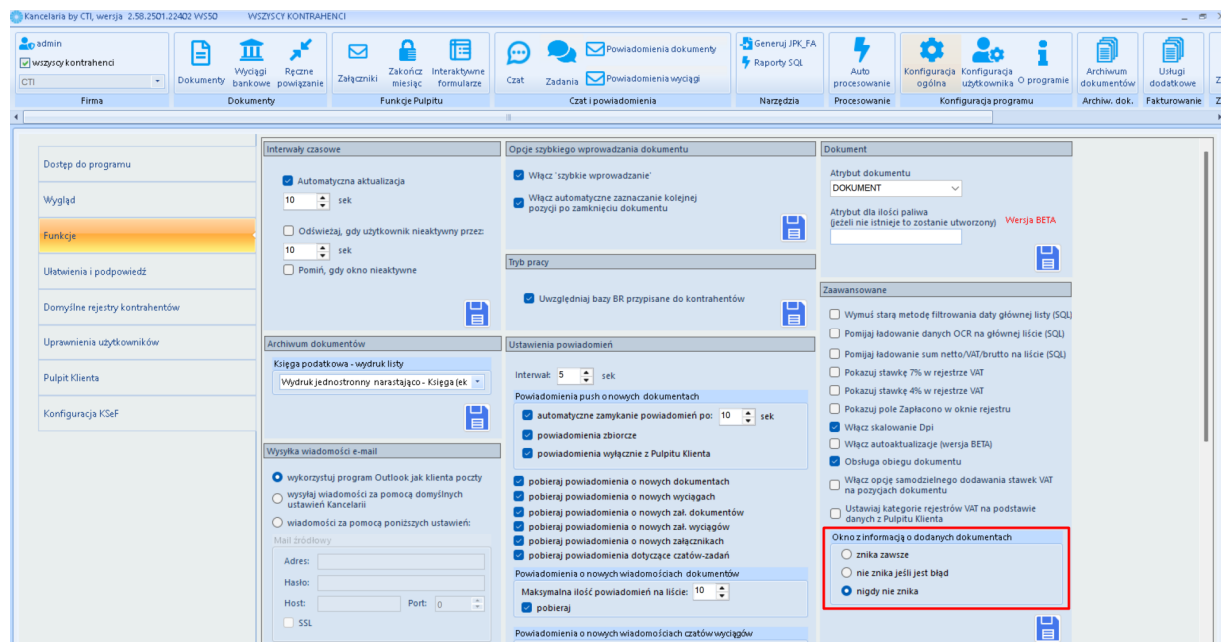 Kancelaria by CTI, wersja 2.58.2501.22402 WS50 WSZYSCY KONTRAHENCI
admin
wszyscy kontrahenci
CTI
Firma
Dokumenty
Wyciągi bankowe
Ręczne powiązanie
Dokumenty
Załączniki
Zakończ miesiąc
Interaktywne formularze
Funkcje Pulpitu
Czat
Zadania
Powiadomienia dokumenty
Powiadomienia wyciągi
Czat i powiadomienia
Generuj JPK_FA
Raporty SQL
Narzędzia
Auto procesowanie
Procesowanie
Konfiguracja ogólna
Konfiguracja użytkownika
O programie
Konfiguracja programu
Archiwum dokumentów
Archiw. dok.
Usługi dodatkowe
Fakturowanie
Z
Z
Dostęp do programu
Wygląd
Funkcje
Ułatwienia i podpowiedź
Domyślne rejestry kontrahentów
Uprawnienia użytkowników
Pulpit Klienta
Konfiguracja KSeF
Interwały czasowe
Automatyczna aktualizacja
10 sek
Odśwież­aj, gdy użytkownik nieaktywny przez:
10 sek
Pomiń, gdy okno nieaktywne
Archiwum dokumentów
Księga podatkowa - wydruk listy
Wydruk jednostronny narastająco - Księga (ek
Wysyłka wiadomości e-mail
wykorzystuj program Outlook jak klienta poczty
wysyłaj wiadomości za pomocą domyślnych
ustawień Kancelarii
wiadomości za pomocą poniższych ustawień:
Mail źródłowy
Adres:
Hasło:
Host: Port: 0
SSL
Opcje szybkiego wprowadzania dokumentu
Włącz 'szybkie wprowadzanie'
Włącz automatyczne zaznaczanie kolejnej
pozycji po zamknięciu dokumentu
Tryb pracy
Uwzględniaj bazy BR przypisane do kontrahentów
Ustawienia powiadomień
Interwał: 5 sek
Powiadomienia push o nowych dokumentach
automatyczne zamykanie powiadomień po: 10 sek
powiadomienia zbiorcze
powiadomienia wyłącznie z Pulpitu Klienta
pobieraj powiadomienia o nowych dokumentach
pobieraj powiadomienia o nowych wyciągach
pobieraj powiadomienia o nowych zał. dokumentów
pobieraj powiadomienia o nowych zał. wyciągów
pobieraj powiadomienia o nowych załącznikach
pobieraj powiadomienia dotyczące czatów-zadań
Powiadomienia o nowych wiadomościach dokumentów
Maksymalna ilość powiadomień na liście: 10
pobieraj
Powiadomienia o nowych wiadomościach czatów wyciągów
Dokument
Atrybut dokumentu
DOKUMENT
Atrybut dla ilości paliwa
(jeżeli nie istnieje to zostanie utworzony) Wersja BETA
Zaawansowane
Wymuś starą metodę filtrowania daty głównej listy (SQL)
Pomijaj ładowanie danych OCR na głównej liście (SQL)
Pomijaj ładowanie sum netto/VAT/brutto na liście (SQL)
Pokazuj stawkę 7% w rejestrze VAT
Pokazuj stawkę 4% w rejestrze VAT
Pokazuj pole Zapłacono w oknie rejestru
Włącz skalowanie Dpi
Włącz autoaktualizacje (wersja BETA)
Obsługa obiegu dokumentu
Włącz opcję samodzielnego dodawania stawek VAT
na pozycjach dokumentu
Ustawiaj kategorie rejestrów VAT na podstawie
danych z Pulpitu Klienta
Okno z informacją o dodanych dokumentach
znika zawsze
nie znika jeśli jest błąd
nigdy nie znika